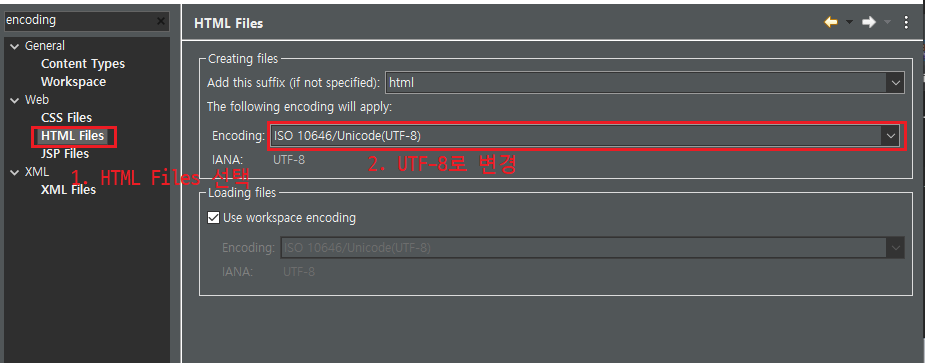 encoding
General
Content Types
Workspace
Web
CSS Files
HTML Files
JSP Files
XML
XML Files
1. HTML Files 선택
HTML Files
Creating files
Add this suffix (if not specified): html
The following encoding will apply:
Encoding: ISO 10646/Unicode(UTF-8)
IANA: UTF-8
2. UTF-8로 변경
Loading files
Use workspace encoding
Encoding: ISO 10646/Unicode(UTF-8)
IANA: UTF-8